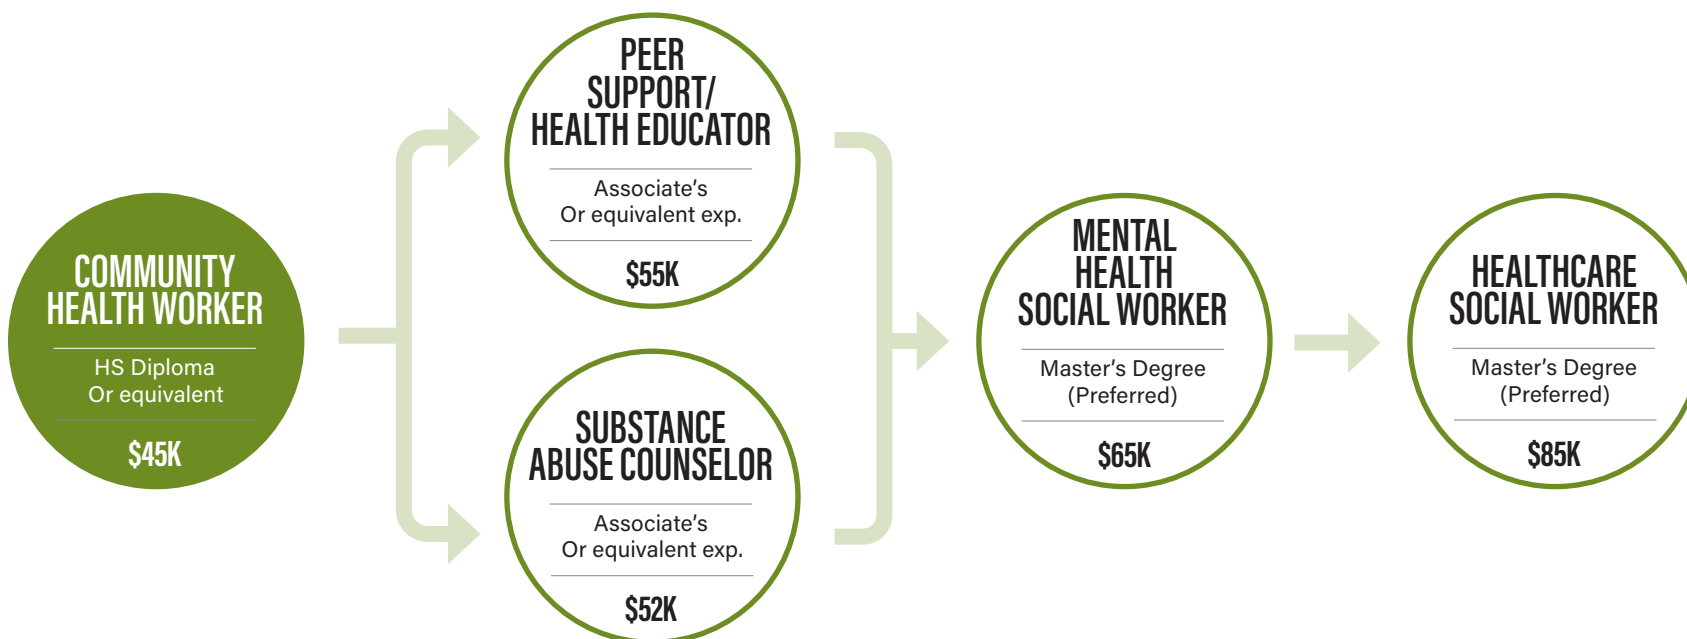 COMMUNITY
HEALTH WORKER
HS Diploma
Or equivalent
$45K
PEER
SUPPORT/
HEALTH EDUCATOR
Associate's
Or equivalent exp.
$55K
SUBSTANCE
ABUSE COUNSELOR
Associate's
Or equivalent exp.
$52K
MENTAL
HEALTH
SOCIAL WORKER
Master's Degree
(Preferred)
$65K
HEALTHCARE
SOCIAL WORKER
Master's Degree
(Preferred)
$85K